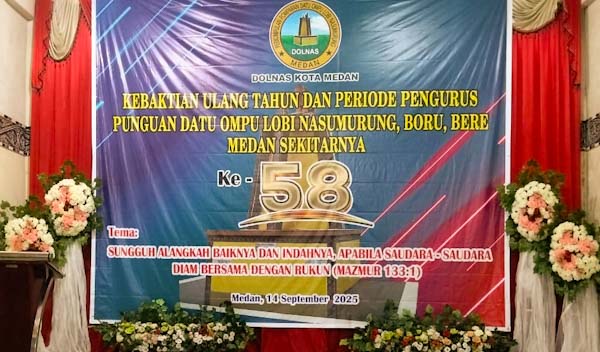 DOLNAS
MEDAN
DOLNAS KOTA MEDAN
KEBAKTIAN ULANG TAHUN DAN PERIODE PENGURUS
PUNGUAN DATU OMPU LOBI NASUMURUNG, BORU, BERE
MEDAN SEKITARNYA
Ke - 58
Tema:
SUNGGUH ALANGKAH BAIKNYA DAN INDAHNYA, APABILA SAUDARA - SAUDARA
DIAM BERSAMA DENGAN RUKUN (MAZMUR 133:1)
Medan, 14 September 2025